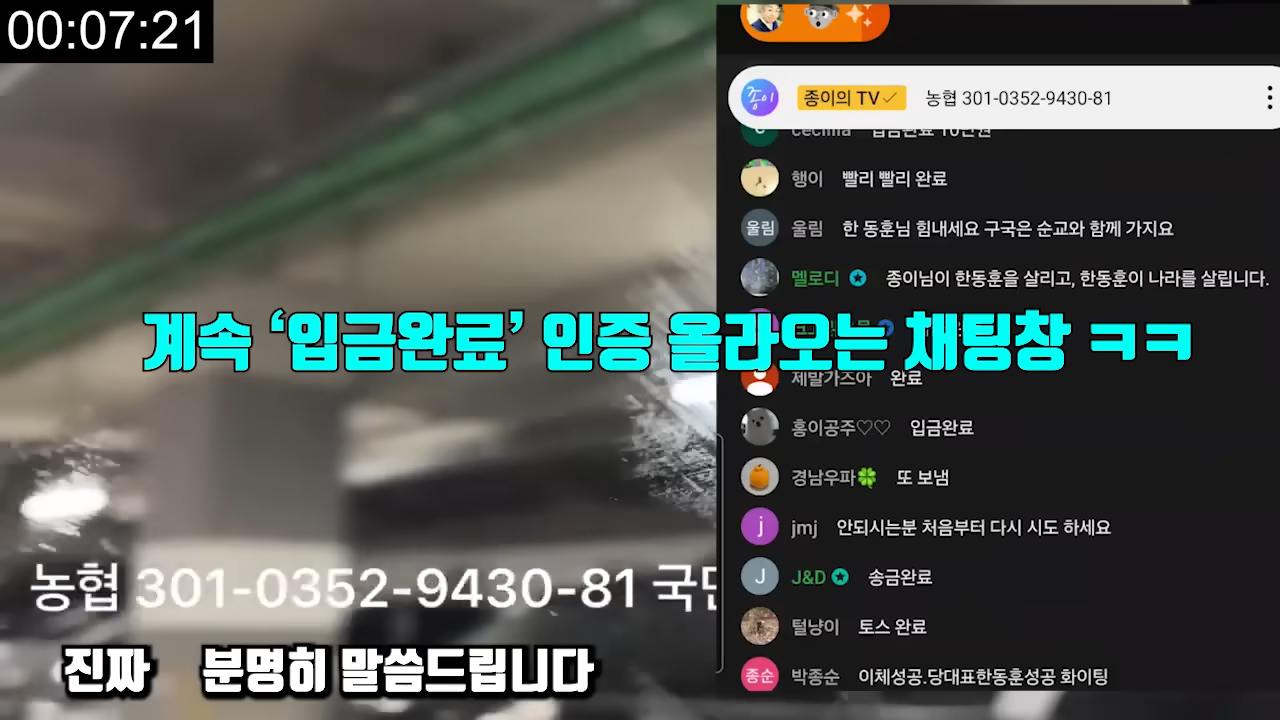 00:07:21
종이
종이의 TV✓ 농협 301-0352-9430-81
cecilia 입금완료 10만원
행이 빨리 빨리 완료
울림 울림 한 동훈님 힘내세요 구국은 순교와 함께 가지요
멜로디 종이님이 한동훈을 살리고, 한동훈이 나라를 살립니다.
계속 ‘입금완료’ 인증 올라오는 채팅창 ㅋㅋ
제발가즈아 완료
홍이공주♡♡ 입금완료
경남우파🍀 또 보냄
j jmj 안되시는분 처음부터 다시 시도 하세요
J J&D 송금완료
털냥이 토스 완료
종순 박종순 이체성공.당대표한동훈성공 화이팅
농협 301-0352-9430-81
진짜 분명히 말씀드립니다